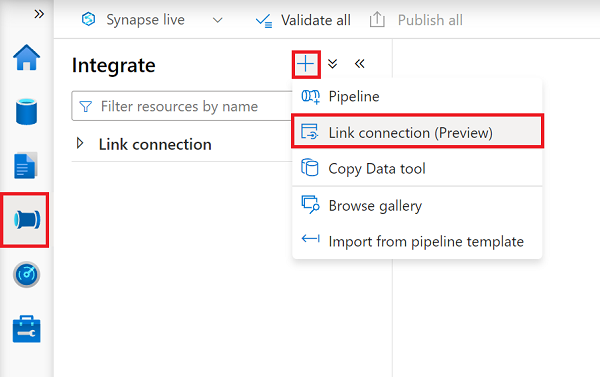 Synapse live
Validate all
Publish all
Integrate
Filter resources by name
Link connection
Pipeline
Link connection (Preview)
Copy Data tool
Browse gallery
Import from pipeline template